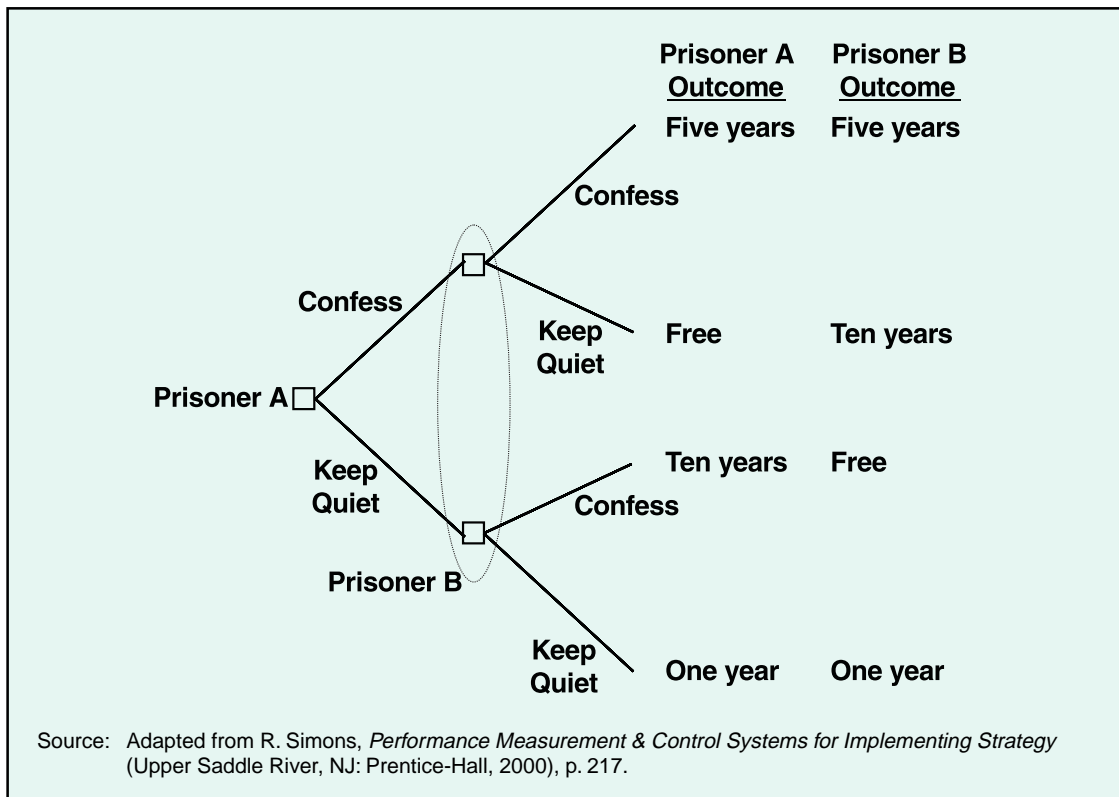 Prisoner A Prisoner B
Outcome Outcome
Five years Five years
Confess
Confess
Keep
Quiet
Free Ten years
Prisoner A
Keep
Quiet
Ten years Free
Confess
Prisoner B
Keep
Quiet
One year One year
Source: Adapted from R. Simons, Performance Measurement & Control Systems for Implementing Strategy
(Upper Saddle River, NJ: Prentice-Hall, 2000), p. 217.